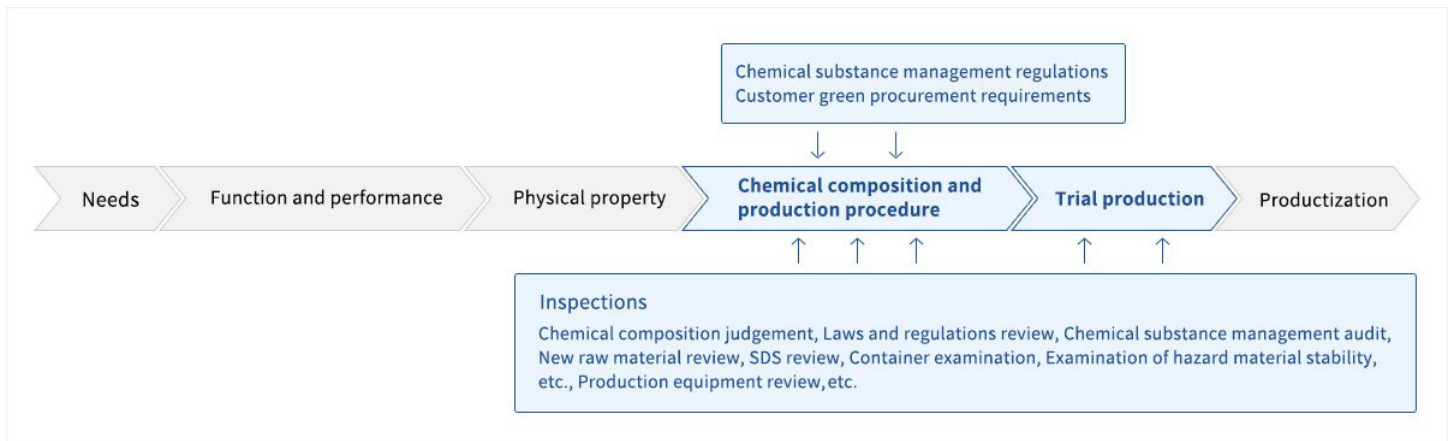 Chemical substance management regulations
Customer green procurement requirements
Needs
Function and performance
Physical property
Chemical composition and
production procedure
Trial production
Productization
Inspections
Chemical composition judgement, Laws and regulations review, Chemical substance management audit,
New raw material review, SDS review, Container examination, Examination of hazard material stability,
etc., Production equipment review, etc.